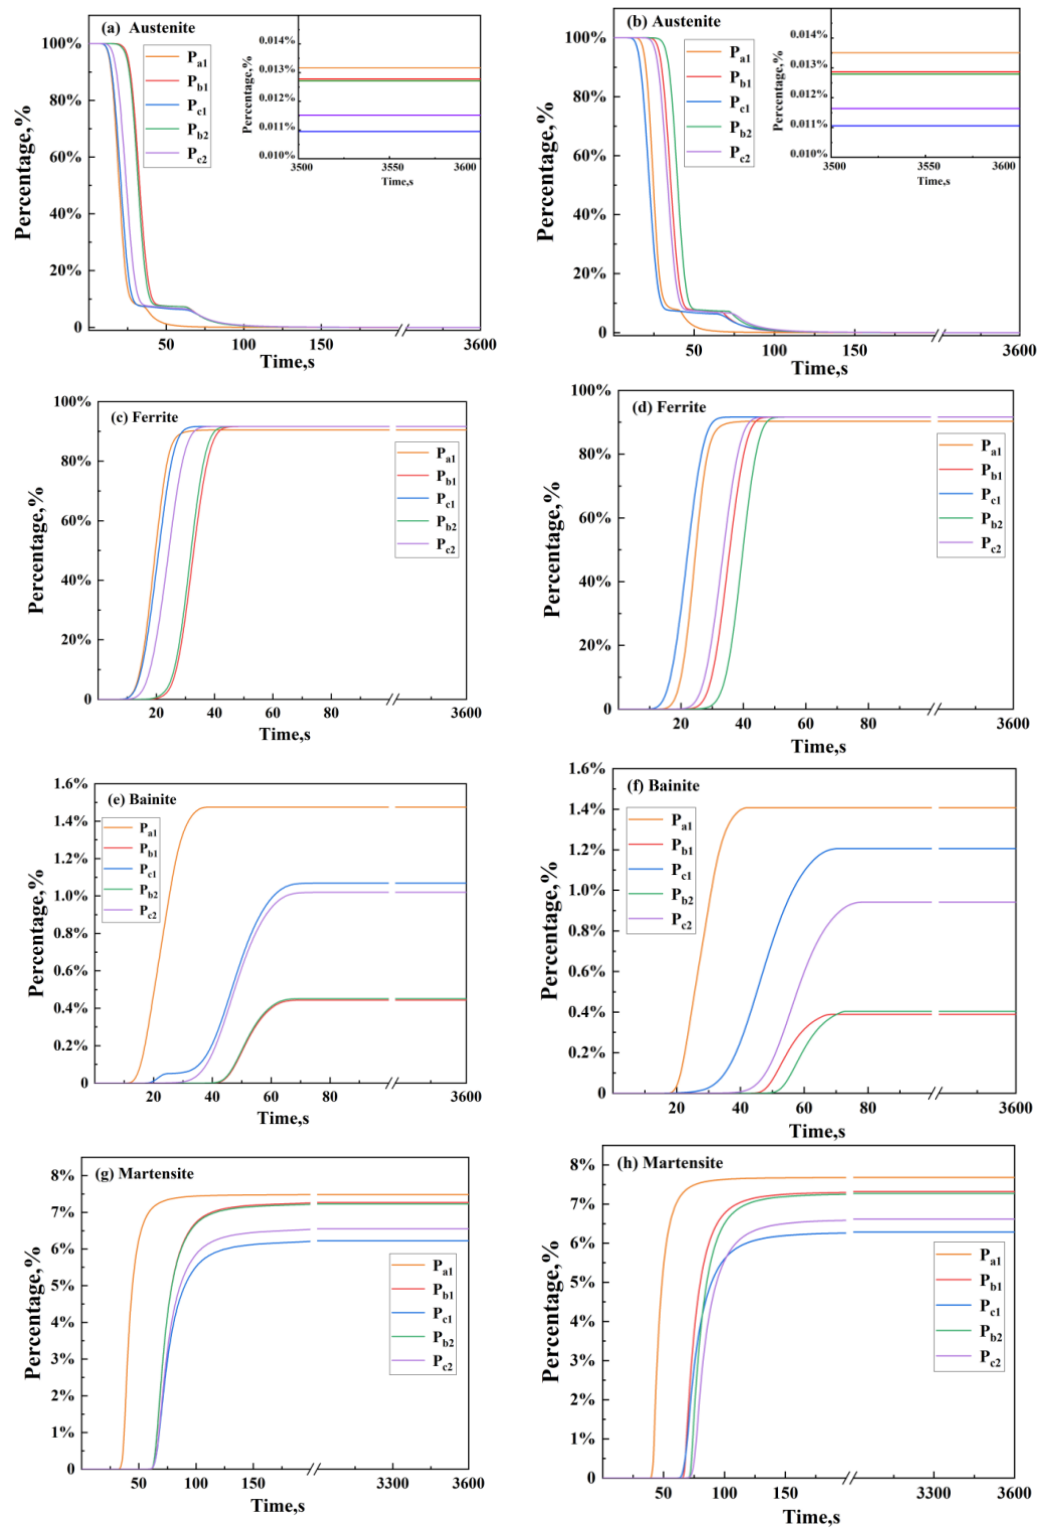 (a) Austenite
100%
80%
60%
40%
20%
0
Percentage,%
50
100
150
3600
Time,s
Pa1
Pb1
Pc1
Pb2
Pc2
0.014%
0.013%
0.012%
0.011%
0.010%
Percentage,%
3500
3550
3600
Time,s
(b) Austenite
100%
80%
60%
40%
20%
0
Percentage,%
50
100
150
3600
Time,s
Pa1
Pb1
Pc1
Pb2
Pc2
0.014%
0.013%
0.012%
0.011%
0.010%
Percentage,%
3500
3550
3600
Time,s
(c) Ferrite
100%
80%
60%
40%
20%
0
Percentage,%
20
40
60
80
3600
Time,s
Pa1
Pb1
Pc1
Pb2
Pc2
(d) Ferrite
100%
80%
60%
40%
20%
0
Percentage,%
20
40
60
80
3600
Time,s
Pa1
Pb1
Pc1
Pb2
Pc2
(e) Bainite
1.6%
1.4%
1.2%
1.0%
0.8%
0.6%
0.4%
0.2%
0
Percentage,%
20
40
60
80
3600
Time,s
Pa1
Pb1
Pc1
Pb2
Pc2
(f) Bainite
1.6%
1.4%
1.2%
1.0%
0.8%
0.6%
0.4%
0.2%
0
Percentage,%
20
40
60
80
3600
Time,s
Pa1
Pb1
Pc1
Pb2
Pc2
(g) Martensite
8%
7%
6%
5%
4%
3%
2%
1%
0
Percentage,%
50
100
150
3300
3600
Time,s
Pa1
Pb1
Pc1
Pb2
Pc2
(h) Martensite
8%
7%
6%
5%
4%
3%
2%
1%
0
Percentage,%
50
100
150
3300
3600
Time,s
Pa1
Pb1
Pc1
Pb2
Pc2